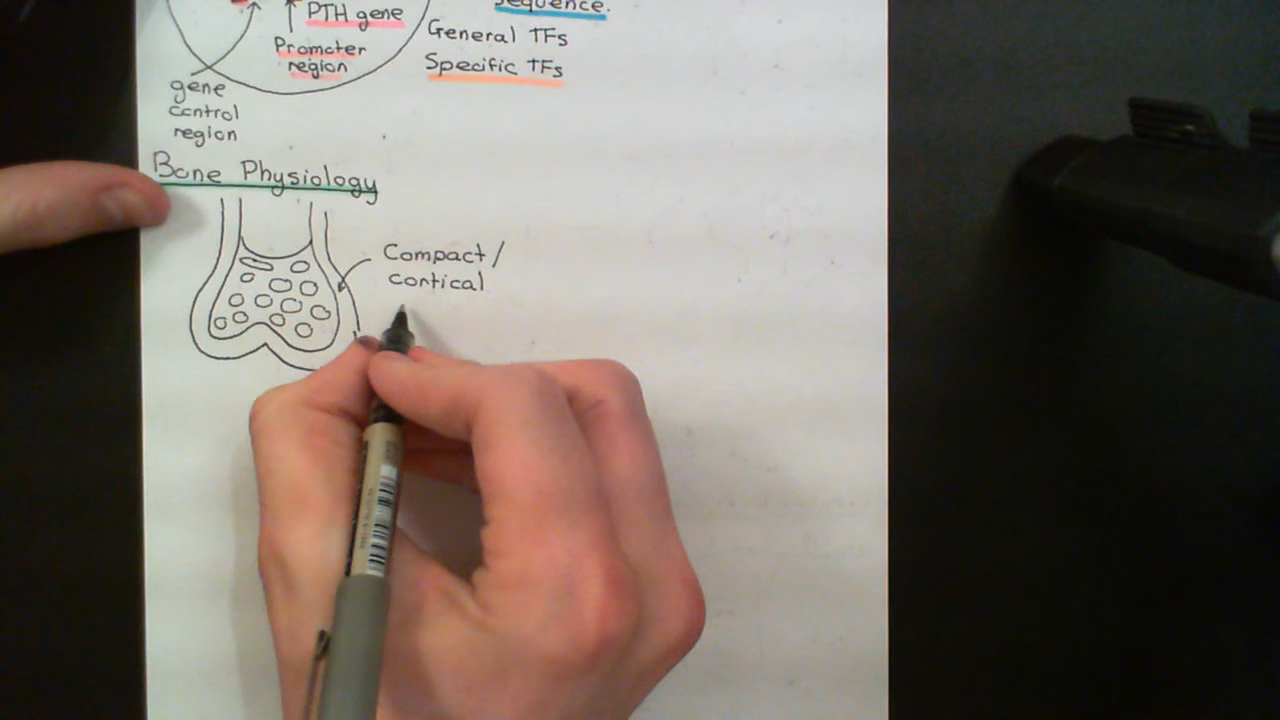 PTH gene
sequence.
Promoter
region
General TFs
Specific TFs
gene
control
region
Bone Physiology
Compact/
cortical